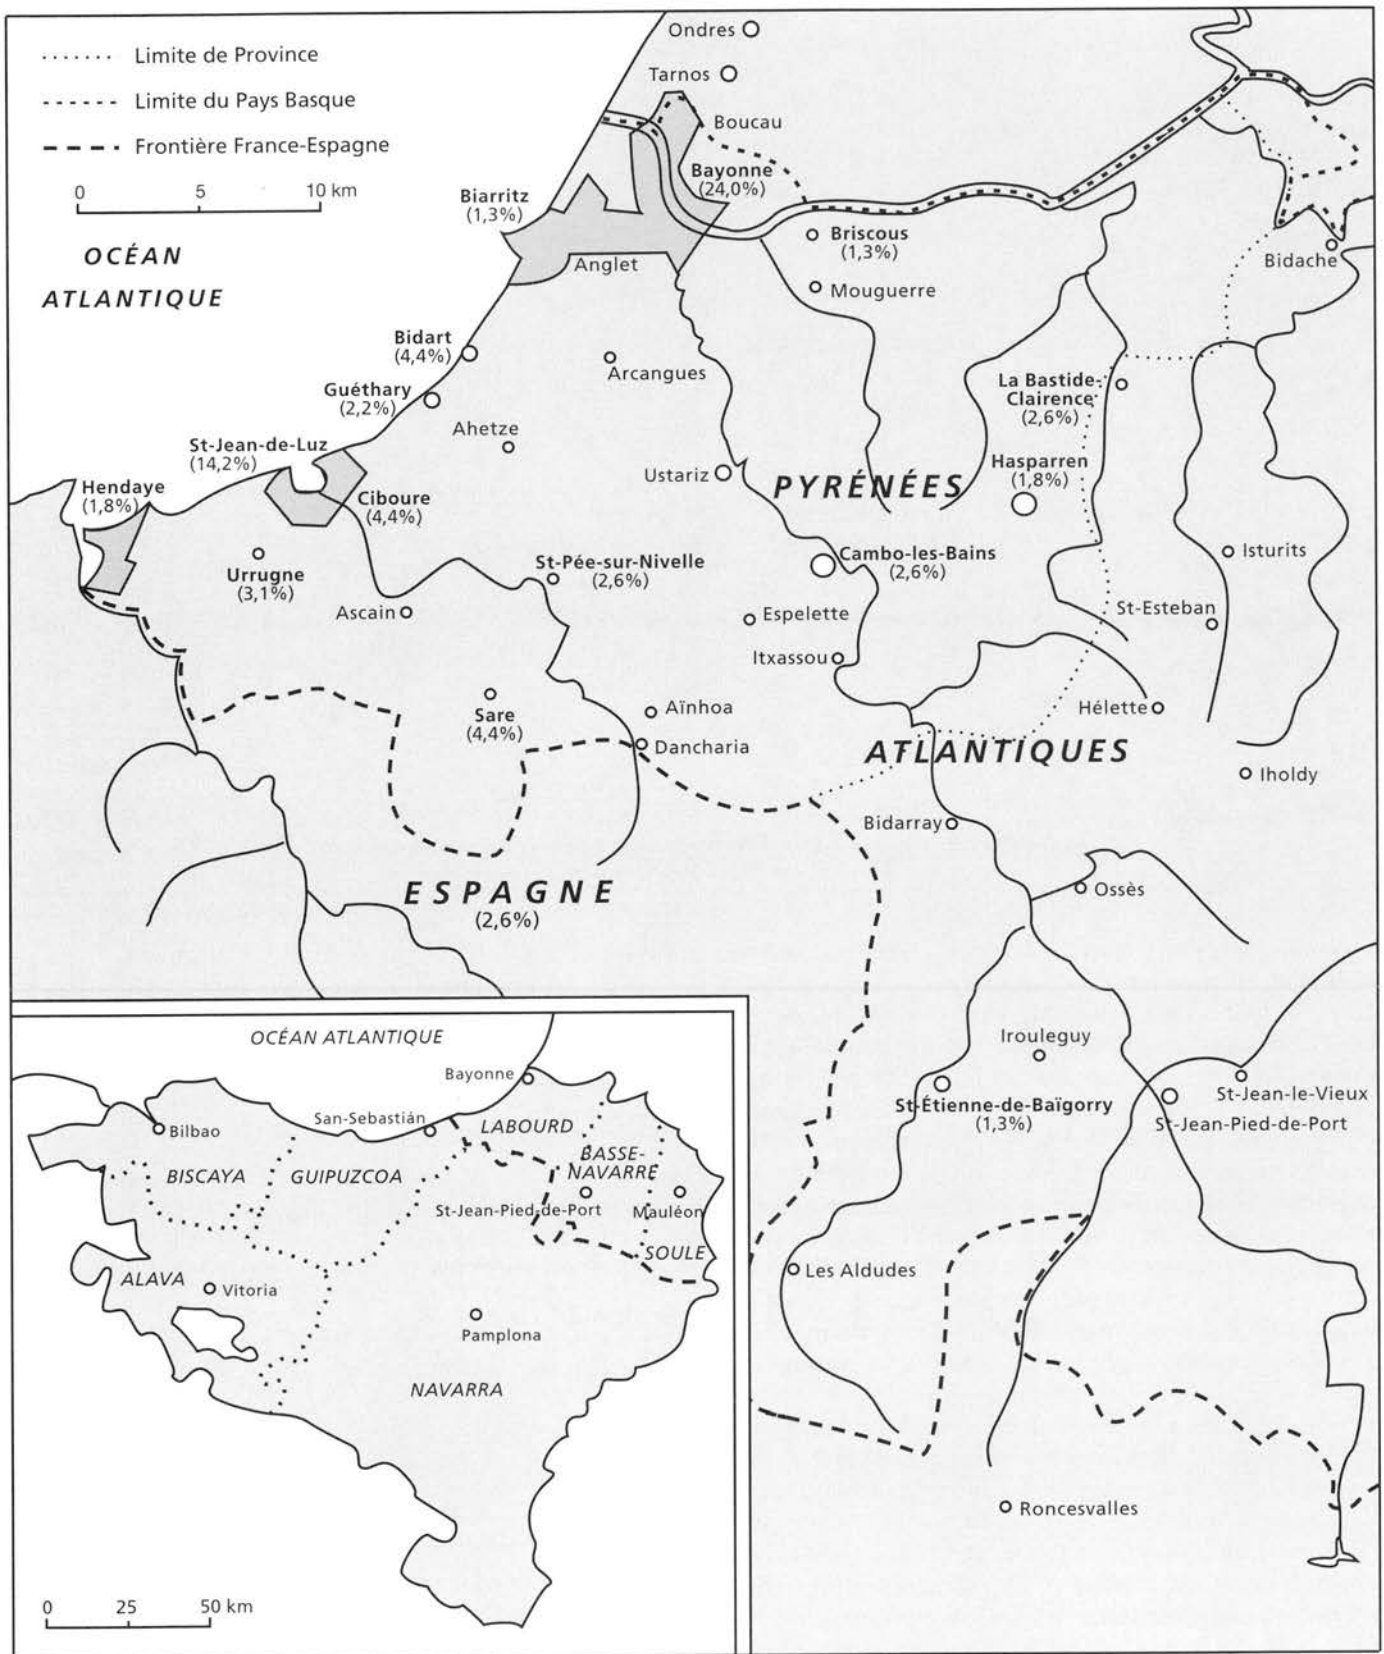 Limite de Province
Limite du Pays Basque
Frontière France-Espagne
0 5 10 km
OCÉAN
ATLANTIQUE
Ondres
Tarnos
Boucau
Bayonne
(24,0%)
Biarritz
(1,3%)
Anglet
Briscous
(1,3%)
Mouguerre
Bidache
Bidart
(4,4%)
Arcangues
Guéthary
(2,2%)
Ahetze
La Bastide-
Clairence
(2,6%)
St-Jean-de-Luz
(14,2%)
Ciboure
(4,4%)
Hendaye
(1,8%)
Ustaritz
PYRÉNÉES
Hasparren
(1,8%)
Urrugne
(3,1%)
Ascain
St-Pée-sur-Nivelle
(2,6%)
Cambo-les-Bains
(2,6%)
Isturits
Espelette
St-Esteban
Itxassou
Sare
(4,4%)
Aïnhoa
Dancharia
Hélette
ATLANTIQUES
Iholdy
Bidarray
ESPAGNE
(2,6%)
Ossès
Irouleguy
St-Étienne-de-Baïgorry
(1,3%)
St-Jean-le-Vieux
St-Jean-Pied-de-Port
Les Aldudes
Roncesvalles
OCÉAN ATLANTIQUE
Bayonne
San-Sebastián
Bilbao
LABOURD
BASSE-
NAVARRE
BISCAYA
GUIPUZCOA
St-Jean-Pied-de-Port
Mauléon
SOULE
ALAVA
Vitoria
Pamplona
NAVARRA
0 25 50 km